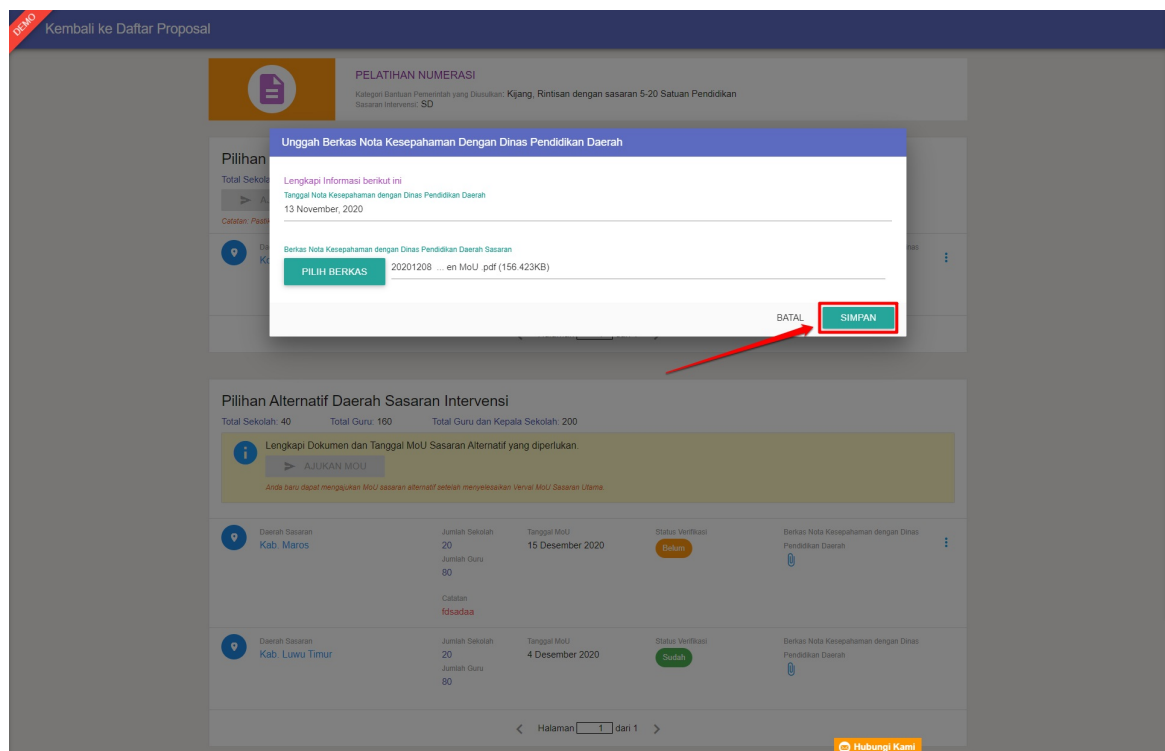 DEMO
Kembali ke Daftar Proposal
PELATIHAN NUMERASI
Kategori Bantuan Pemerintah yang Diusulkan: Kijang, Rintisan dengan sasaran 5-20 Satuan Pendidikan
Sasaran Intervensi: SD
Unggah Berkas Nota Kesepahaman Dengan Dinas Pendidikan Daerah
Pilihan
Total Sekola
Lengkapi Informasi berikut ini
Tanggal Nota Kesepahaman dengan Dinas Pendidikan Daerah
13 November, 2020
Catatan: Pasti
Berkas Nota Kesepahaman dengan Dinas Pendidikan Daerah Sasaran
PILIH BERKAS
20201208 ... en MoU .pdf (156.423KB)
BATAL
SIMPAN
Pilihan Alternatif Daerah Sasaran Intervensi
Total Sekolah: 40 Total Guru: 160 Total Guru dan Kepala Sekolah: 200
Lengkapi Dokumen dan Tanggal MoU Sasaran Alternatif yang diperlukan.
AJUKAN MOU
Anda baru dapat mengajukan MoU sasaran alternatif setelah menyelesaikan Verval MoU Sasaran Utama.
Daerah Sasaran Jumlah Sekolah Tanggal MoU Status Verifikasi Berkas Nota Kesepahaman dengan Dinas
Kab. Maros 20 15 Desember 2020 Belum Pendidikan Daerah
Jumlah Guru
80
Catatan
fdsadaa
Daerah Sasaran Jumlah Sekolah Tanggal MoU Status Verifikasi Berkas Nota Kesepahaman dengan Dinas
Kab. Luwu Timur 20 4 Desember 2020 Sudah Pendidikan Daerah
Jumlah Guru
80
Halaman 1 dari 1
Hubungi Kami